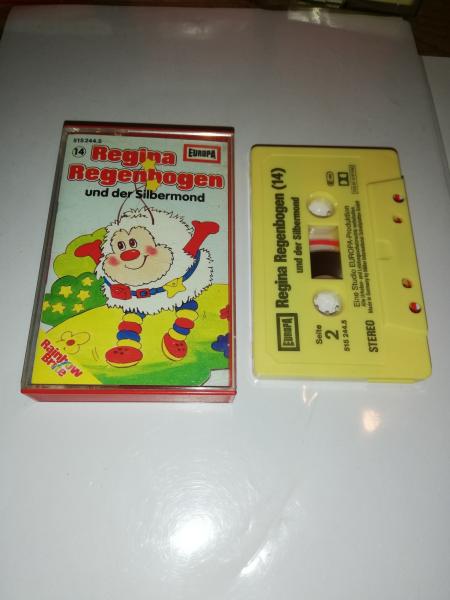 515 244.5
14
EUROPA
Regina
Regenbogen
und der Silbermond
Rainbow
Brite
Regina Regenbogen (14)
und der Silbermond
EUROPA
Seite
2
Eine Studio EUROPA-Produktion
515 244.5
STEREO